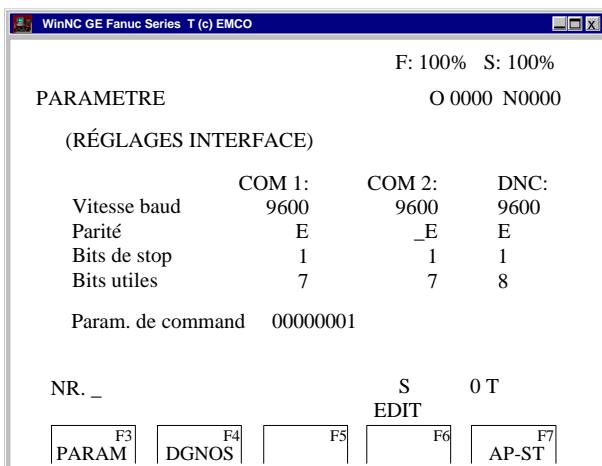 WinNC GE Fanuc Series T (c) EMCO
F: 100% S: 100%
PARAMETRE O 0000 N0000
(RÉGLAGES INTERFACE)
COM 1: COM 2: DNC:
Vitesse baud 9600 9600 9600
Parité E _E E
Bits de stop 1 1 1
Bits utiles 7 7 8
Param. de command 00000001
NR. _ S 0 T
EDIT
F3 F4 F5 F6 F7
PARAM DGNOS AP-ST